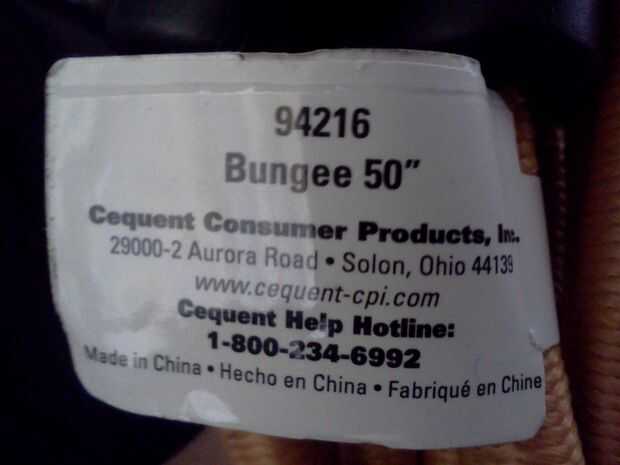 94216
Bungee 50”
Cequent Consumer Products, Inc.
29000-2 Aurora Road • Solon, Ohio 44139
www.cequent-cpi.com
Cequent Help Hotline:
1-800-234-6992
Made in China • Hecho en China • Fabriqué en Chine